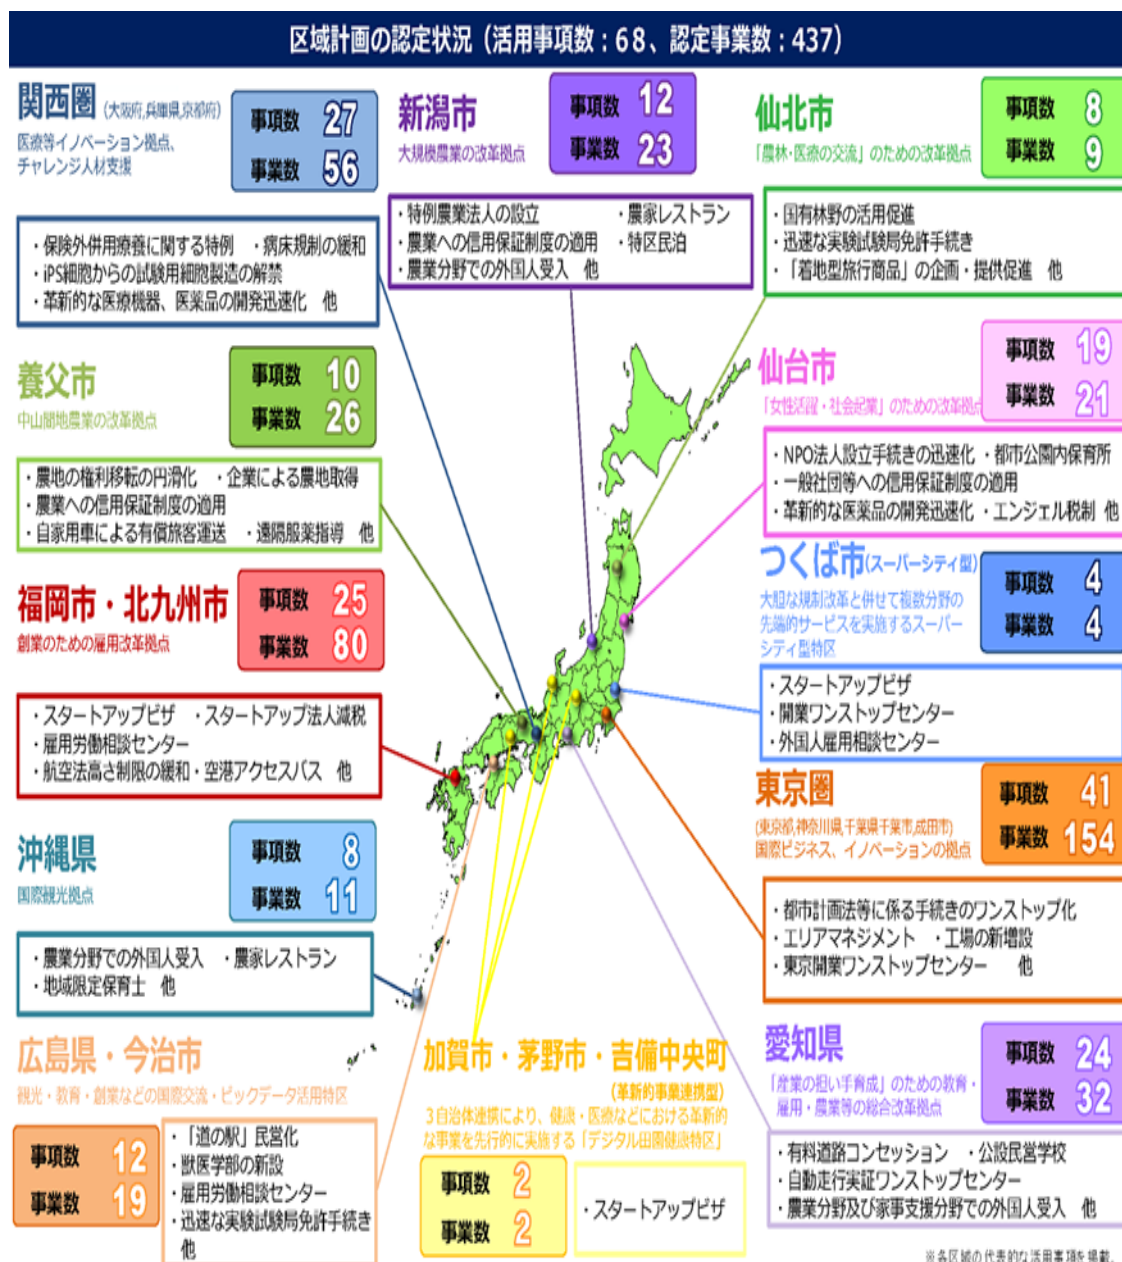 区域計画の認定状況（活用事項数：68、認定事業数：437）
関西圏（大阪府,兵庫県,京都府）
医療等イノベーション拠点、
チャレンジ人材支援
事項数 27
事業数 56
・保険外併用療養に関する特例 ・病床規制の緩和
・iPS細胞からの試験用細胞製造の解禁
・革新的な医療機器、医薬品の開発迅速化 他
新潟市
大規模農業の改革拠点
事項数 12
事業数 23
・特例農業法人の設立 ・農家レストラン
・農業への信用保証制度の適用 ・特区民泊
・農業分野での外国人受入 他
仙北市
「農林・医療の交流」のための改革拠点
事項数 8
事業数 9
・国有林野の活用促進
・迅速な実験試験局免許手続き
・「着地型旅行商品」の企画・提供促進 他
養父市
中山間地農業の改革拠点
事項数 10
事業数 26
・農地の権利移転の円滑化 ・企業による農地取得
・農業への信用保証制度の適用
・自家用車による有償旅客運送 ・遠隔服薬指導 他
仙台市
「女性活躍・社会起業」のための改革拠点
事項数 19
事業数 21
・NPO法人設立手続きの迅速化 ・都市公園内保育所
・一般社団等への信用保証制度の適用
・革新的な医薬品の開発迅速化 ・エンジェル税制 他
福岡市・北九州市
創業のための雇用改革拠点
事項数 25
事業数 80
・スタートアップビザ ・スタートアップ法人減税
・雇用労働相談センター
・航空法高さ制限の緩和・空港アクセスバス 他
つくば市（スーパーシティ型）
大胆な規制改革と併せて複数分野の
先端的サービスを実施するスーパー
シティ型特区
事項数 4
事業数 4
・スタートアップビザ
・開業ワンストップセンター
・外国人雇用相談センター
東京圏
（東京都,神奈川県,千葉県千葉市,成田市）
国際ビジネス、イノベーションの拠点
事項数 41
事業数 154
・都市計画法等に係る手続きのワンストップ化
・エリアマネジメント ・工場の新増設
・東京開業ワンストップセンター 他
沖縄県
国際観光拠点
事項数 8
事業数 11
・農業分野での外国人受入 ・農家レストラン
・地域限定保育士 他
広島県・今治市
観光・教育・創業などの国際交流・ビックデータ活用特区
事項数 12
事業数 19
・「道の駅」民営化
・獣医学部の新設
・雇用労働相談センター
・迅速な実験試験局免許手続き
他
加賀市・茅野市・吉備中央町
（革新的事業連携型）
３自治体連携により、健康・医療などにおける革新的
な事業を先行的に実施する「デジタル田園健康特区」
事項数 2
事業数 2
・スタートアップビザ
愛知県
「産業の担い手育成」のための教育・
雇用・農業等の総合改革拠点
事項数 24
事業数 32
・有料道路コンセッション ・公設民営学校
・自動走行実証ワンストップセンター
・農業分野及び家事支援分野での外国人受入 他
※各区域の代表的な活用事項を掲載。